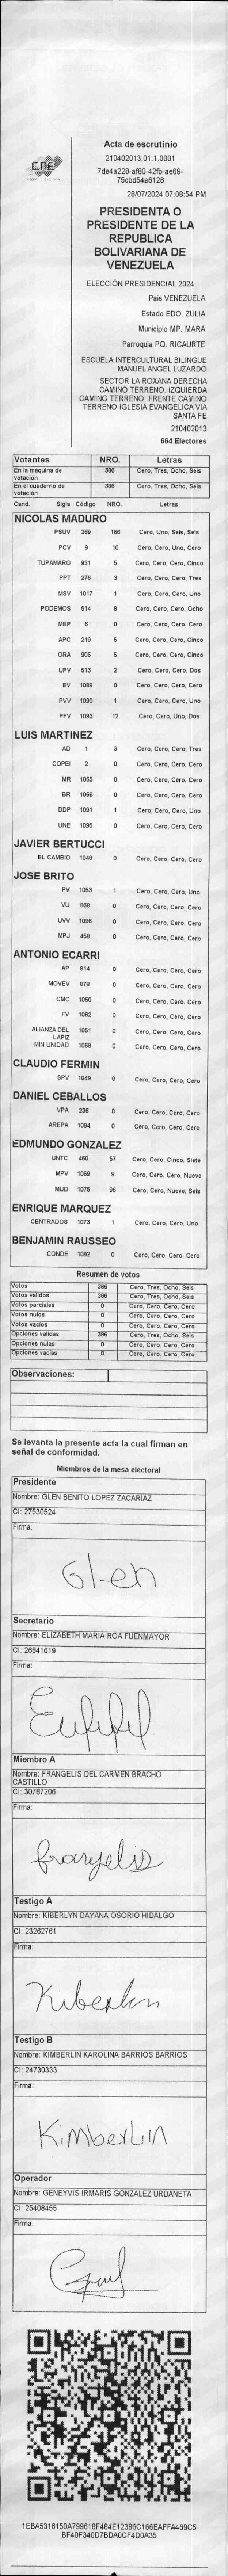 CNE
Acta de escrutinio
210402013.01.1.0001
7de4a228-af80-42fb-ae69-
75cbd54a6128
28/07/2024 07:08:54 PM
PRESIDENTA O
PRESIDENTE DE LA
REPUBLICA
BOLIVARIANA DE
VENEZUELA
ELECCIÓN PRESIDENCIAL 2024
Pais VENEZUELA
Estado EDO. ZULIA
Municipio MP. MARA
Parroquia PQ. RICAURTE
ESCUELA INTERCULTURAL BILINGUE
MANUEL ANGEL LUZARDO
SECTOR LA ROXANA DERECHA
CAMINO TERRENO. IZQUIERDA
CAMINO TERRENO. FRENTE CAMINO
TERRENO IGLESIA EVANGELICA VIA
SANTA FE
210402013
664 Electores
Votantes NRO. Letras
En la máquina de votación 386 Cero, Tres, Ocho, Seis
En el cuaderno de votación 386 Cero, Tres, Ocho, Seis
Cand. Sigla Código NRO. Letras
NICOLAS MADURO
PSUV 269 166 Cero, Uno, Seis, Seis
PCV 9 10 Cero, Cero, Uno, Cero
TUPAMARO 931 5 Cero, Cero, Cero, Cinco
PPT 276 3 Cero, Cero, Cero, Tres
MSV 1017 1 Cero, Cero, Cero, Uno
PODEMOS 514 8 Cero, Cero, Cero, Ocho
MEP 6 0 Cero, Cero, Cero, Cero
APC 219 5 Cero, Cero, Cero, Cinco
ORA 906 5 Cero, Cero, Cero, Cinco
UPV 513 2 Cero, Cero, Cero, Dos
EV 1089 0 Cero, Cero, Cero, Cero
PVV 1090 1 Cero, Cero, Cero, Uno
PFV 1093 12 Cero, Cero, Uno, Dos
LUIS MARTINEZ
AD 1 3 Cero, Cero, Cero, Tres
COPEI 2 0 Cero, Cero, Cero, Cero
MR 1065 0 Cero, Cero, Cero, Cero
BR 1066 0 Cero, Cero, Cero, Cero
DDP 1091 1 Cero, Cero, Cero, Uno
UNE 1095 0 Cero, Cero, Cero, Cero
JAVIER BERTUCCI
EL CAMBIO 1048 0 Cero, Cero, Cero, Cero
JOSE BRITO
PV 1053 1 Cero, Cero, Cero, Uno
VU 868 0 Cero, Cero, Cero, Cero
UVV 1096 0 Cero, Cero, Cero, Cero
MPJ 458 0 Cero, Cero, Cero, Cero
ANTONIO ECARRI
AP 814 0 Cero, Cero, Cero, Cero
MOVEV 878 0 Cero, Cero, Cero, Cero
CMC 1050 0 Cero, Cero, Cero, Cero
FV 1062 0 Cero, Cero, Cero, Cero
ALIANZA DEL LAPIZ 1051 0 Cero, Cero, Cero, Cero
MIN UNIDAD 1069 0 Cero, Cero, Cero, Cero
CLAUDIO FERMIN
SPV 1049 0 Cero, Cero, Cero, Cero
DANIEL CEBALLOS
VPA 236 0 Cero, Cero, Cero, Cero
AREPA 1094 0 Cero, Cero, Cero, Cero
EDMUNDO GONZALEZ
UNTC 460 57 Cero, Cero, Cinco, Siete
MPV 1059 9 Cero, Cero, Cero, Nueve
MUD 1075 96 Cero, Cero, Nueve, Seis
ENRIQUE MARQUEZ
CENTRADOS 1073 1 Cero, Cero, Cero, Uno
BENJAMIN RAUSSEO
CONDE 1092 0 Cero, Cero, Cero, Cero
Resumen de votos
Votos 386 Cero, Tres, Ocho, Seis
Votos validos 386 Cero, Tres, Ocho, Seis
Votos parciales 0 Cero, Cero, Cero, Cero
Votos nulos 0 Cero, Cero, Cero, Cero
Votos vacios 0 Cero, Cero, Cero, Cero
Opciones validas 386 Cero, Tres, Ocho, Seis
Opciones nulas 0 Cero, Cero, Cero, Cero
Opciones vacías 0 Cero, Cero, Cero, Cero
Observaciones:
Se levanta la presente acta la cual firman en
señal de conformidad.
Miembros de la mesa electoral
Presidente
Nombre: GLEN BENITO LOPEZ ZACARIAZ
CI: 27530524
Firma:
Glen
Secretario
Nombre: ELIZABETH MARIA ROA FUENMAYOR
CI: 26841619
Firma:
Miembro A
Nombre: FRANGELIS DEL CARMEN BRACHO
CASTILLO
CI: 30787206
Firma:
frangelis
Testigo A
Nombre: KIBERLYN DAYANA OSORIO HIDALGO
CI: 23262761
Firma:
Kiberlin
Testigo B
Nombre: KIMBERLIN KAROLINA BARRIOS BARRIOS
CI: 24730333
Firma:
KimberLin
Operador
Nombre: GENEYVIS IRMARIS GONZALEZ URDANETA
CI: 25408455
Firma:
1EBA5316150A799618F484E12386C166EAFFA469C5
BF40F340D7BDA0CF4D0A35